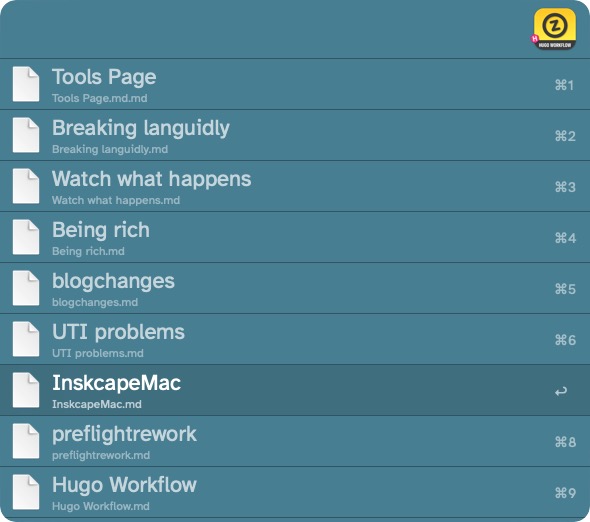 Z
H
HUGO WORKFLOW
Tools Page
Tools Page.md.md
⌘1
Breaking languidly
Breaking languidly.md
⌘2
Watch what happens
Watch what happens.md
⌘3
Being rich
Being rich.md
⌘4
blogchanges
blogchanges.md
⌘5
UTI problems
UTI problems.md
⌘6
InskcapeMac
InskcapeMac.md
↩
preflightrework
preflightrework.md
⌘8
Hugo Workflow
Hugo Workflow.md
⌘9